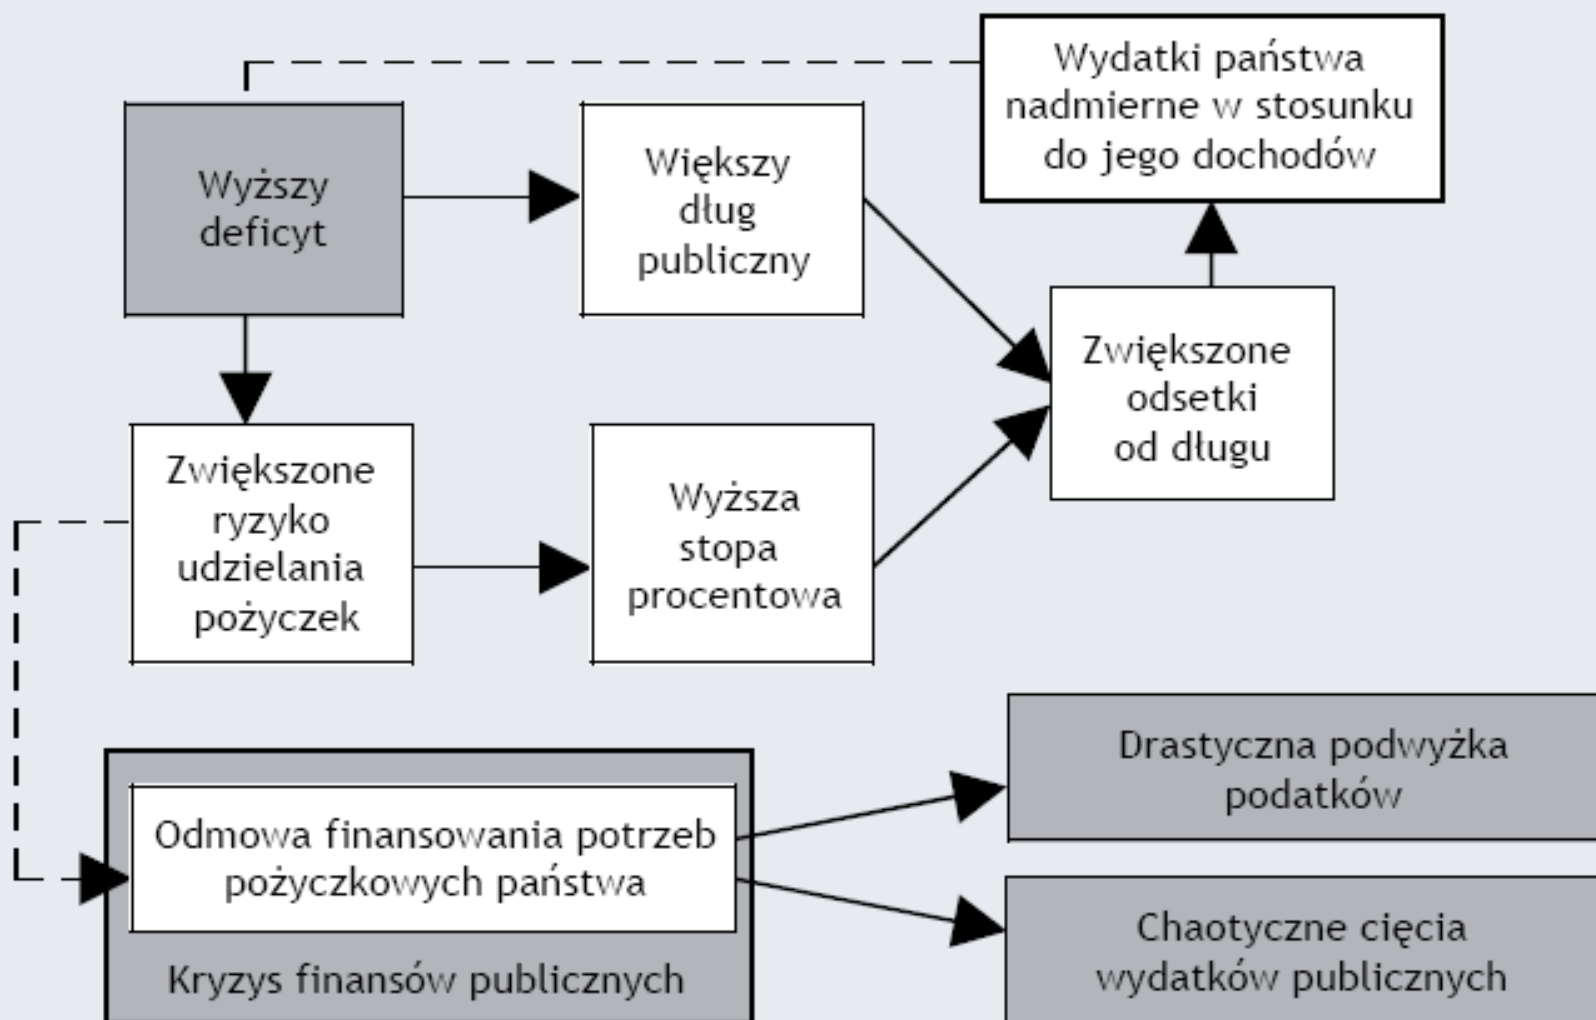 Wydatki państwa
nadmierne w stosunku
do jego dochodów
Wyższy
deficyt
Większy
dług
publiczny
Zwiększone
odsetki
od długu
Zwiększone
ryzyko
udzielania
pożyczek
Wyższa
stopa
procentowa
Odmowa finansowania potrzeb
pożyczkowych państwa
Kryzys finansów publicznych
Drastyczna podwyżka
podatków
Chaotyczne cięcia
wydatków publicznych